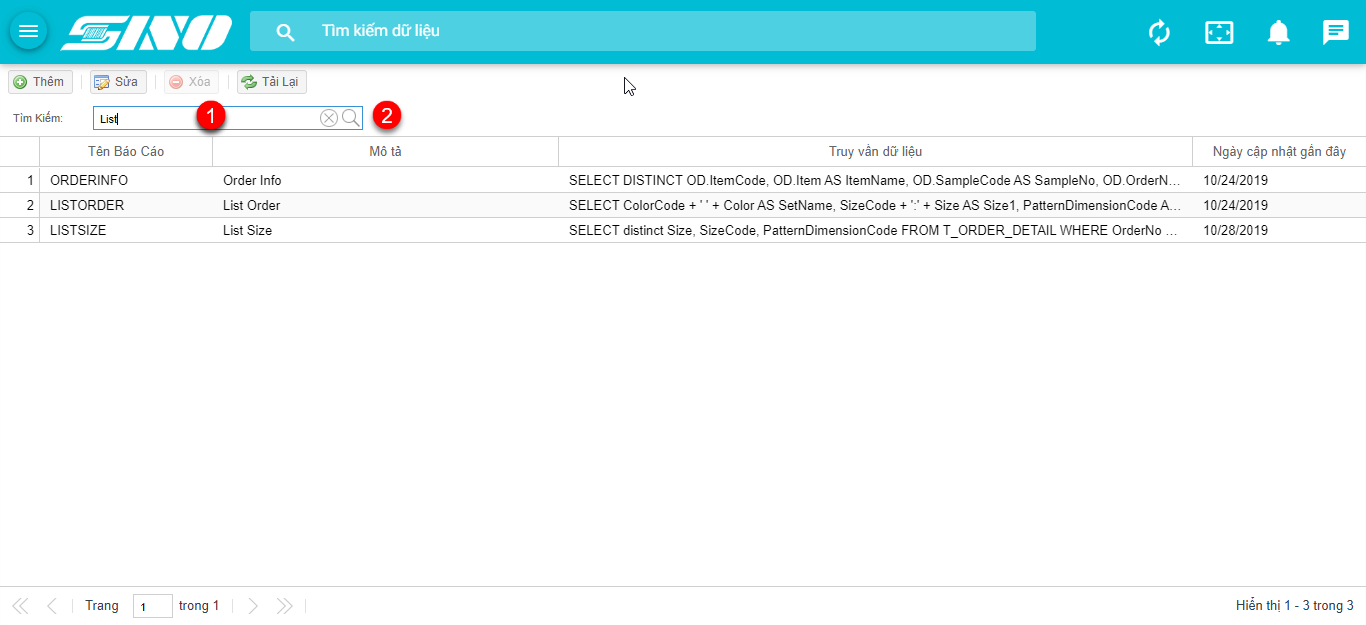 SINO
Tìm kiếm dữ liệu
Thêm Sửa Xóa Tải Lại
Tìm Kiếm: List 1 2
Tên Báo Cáo Mô tả Truy vấn dữ liệu Ngày cập nhật gần đây
1 ORDERINFO Order Info SELECT DISTINCT OD.ItemCode, OD.Item AS ItemName, OD.SampleCode AS SampleNo, OD.OrderN... 10/24/2019
2 LISTORDER List Order SELECT ColorCode + ' ' + Color AS SetName, SizeCode + ':' + Size AS Size1, PatternDimensionCode A... 10/24/2019
3 LISTSIZE List Size SELECT distinct Size, SizeCode, PatternDimensionCode FROM T_ORDER_DETAIL WHERE OrderNo ... 10/28/2019
Trang 1 trong 1 Hiển thị 1 - 3 trong 3